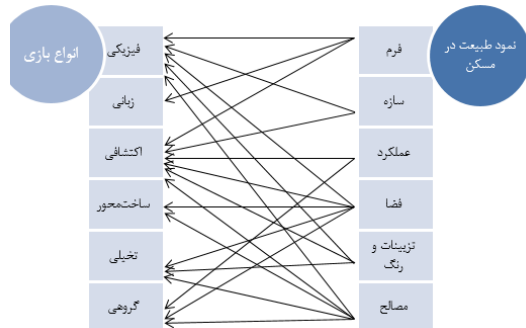 نمود طبیعت در
مسکن
انواع بازی
فرم
فیزیکی
سازه
زبانی
عملکرد
اکتشافی
فضا
ساخت‌محور
تزیینات و
رنگ
تخیلی
مصالح
گروهی